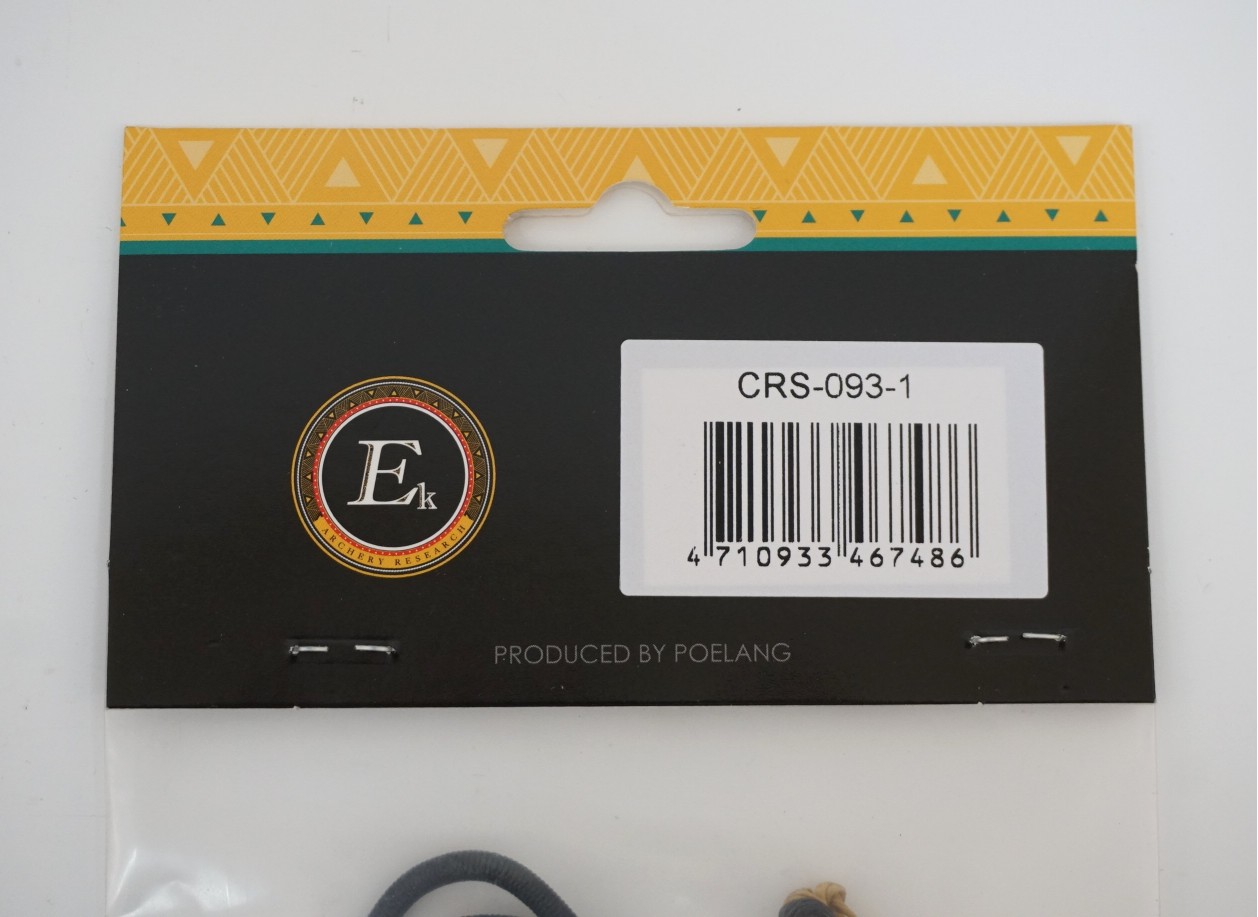 CRS-093-1
4 710933 467486
Ek
ARCHERY RESEARCH
PRODUCED BY POELANG